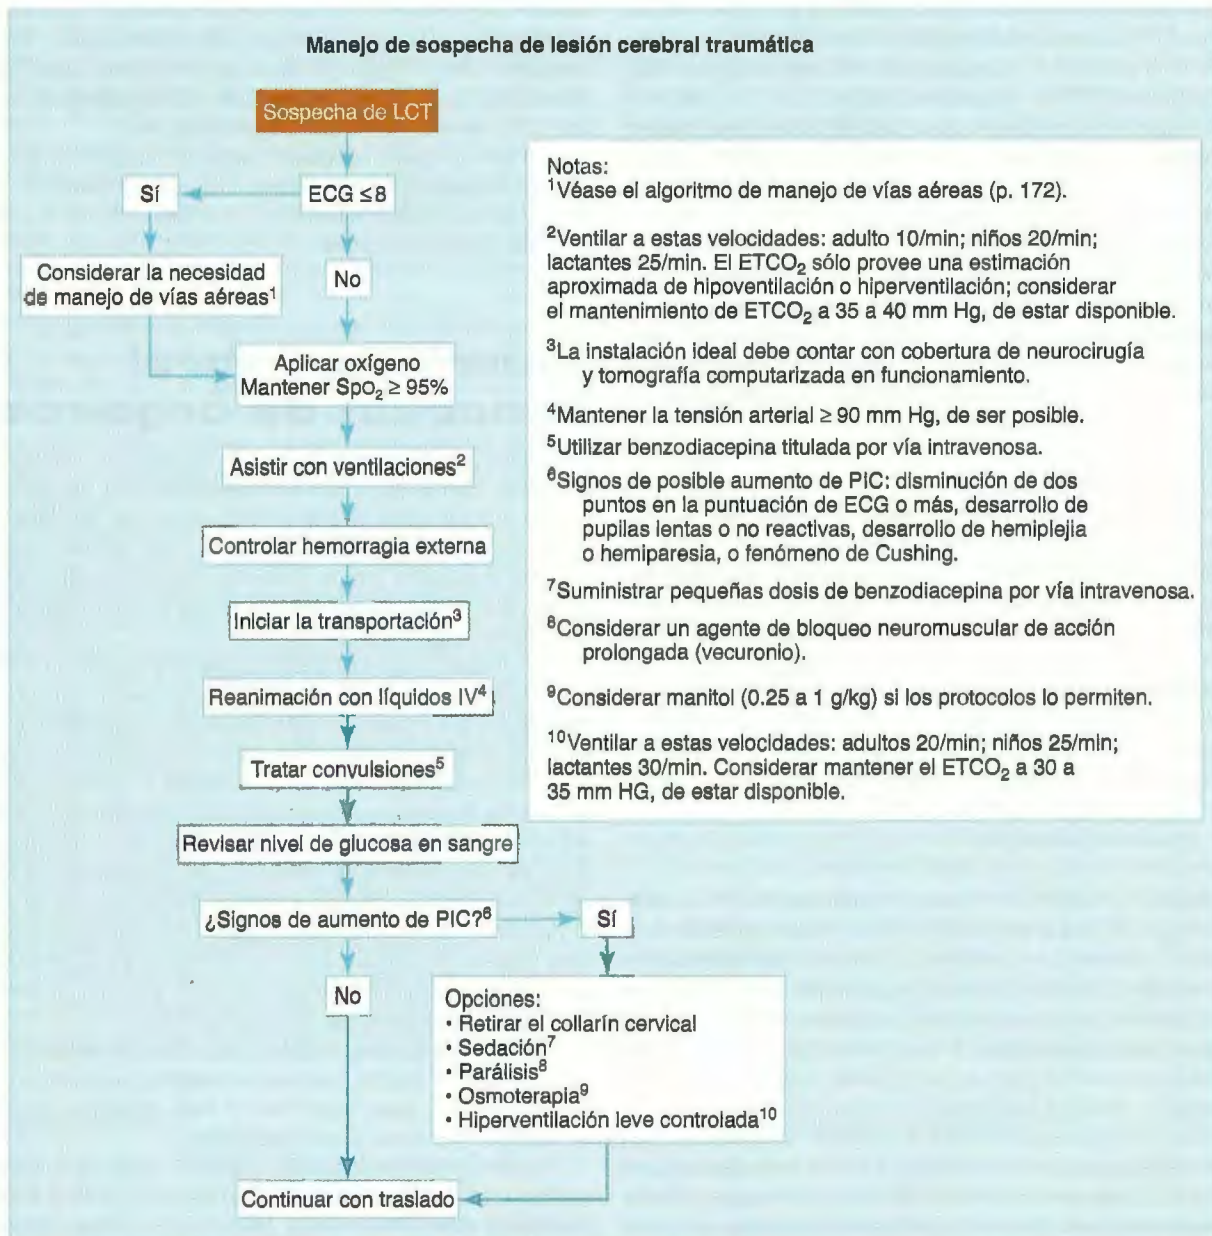 Manejo de sospecha de lesión cerebral traumática
Sospecha de LCT
Sí
ECG ≤8
Considerar la necesidad
de manejo de vías aéreas¹
No
Aplicar oxígeno
Mantener SpO₂ ≥ 95%
Asistir con ventilaciones²
Controlar hemorragia externa
Iniciar la transportación³
Reanimación con líquidos IV⁴
Tratar convulsiones⁵
Revisar nivel de glucosa en sangre
¿Signos de aumento de PIC?⁶
Sí
No
Opciones:
• Retirar el collarín cervical
• Sedación⁷
• Parálisis⁸
• Osmoterapia⁹
• Hiperventilación leve controlada¹⁰
Continuar con traslado
Notas:
¹Véase el algoritmo de manejo de vías aéreas (p. 172).
²Ventilar a estas velocidades: adulto 10/min; niños 20/min;
lactantes 25/min. El ETCO₂ sólo provee una estimación
aproximada de hipoventilación o hiperventilación; considerar
el mantenimiento de ETCO₂ a 35 a 40 mm Hg, de estar disponible.
³La instalación ideal debe contar con cobertura de neurocirugía
y tomografía computarizada en funcionamiento.
⁴Mantener la tensión arterial ≥ 90 mm Hg, de ser posible.
⁵Utilizar benzodiacepina titulada por vía intravenosa.
⁶Signos de posible aumento de PIC: disminución de dos
puntos en la puntuación de ECG o más, desarrollo de
pupilas lentas o no reactivas, desarrollo de hemiplejia
o hemiparesia, o fenómeno de Cushing.
⁷Suministrar pequeñas dosis de benzodiacepina por vía intravenosa.
⁸Considerar un agente de bloqueo neuromuscular de acción
prolongada (vecuronio).
⁹Considerar manitol (0.25 a 1 g/kg) si los protocolos lo permiten.
¹⁰Ventilar a estas velocidades: adultos 20/min; niños 25/min;
lactantes 30/min. Considerar mantener el ETCO₂ a 30 a
35 mm HG, de estar disponible.